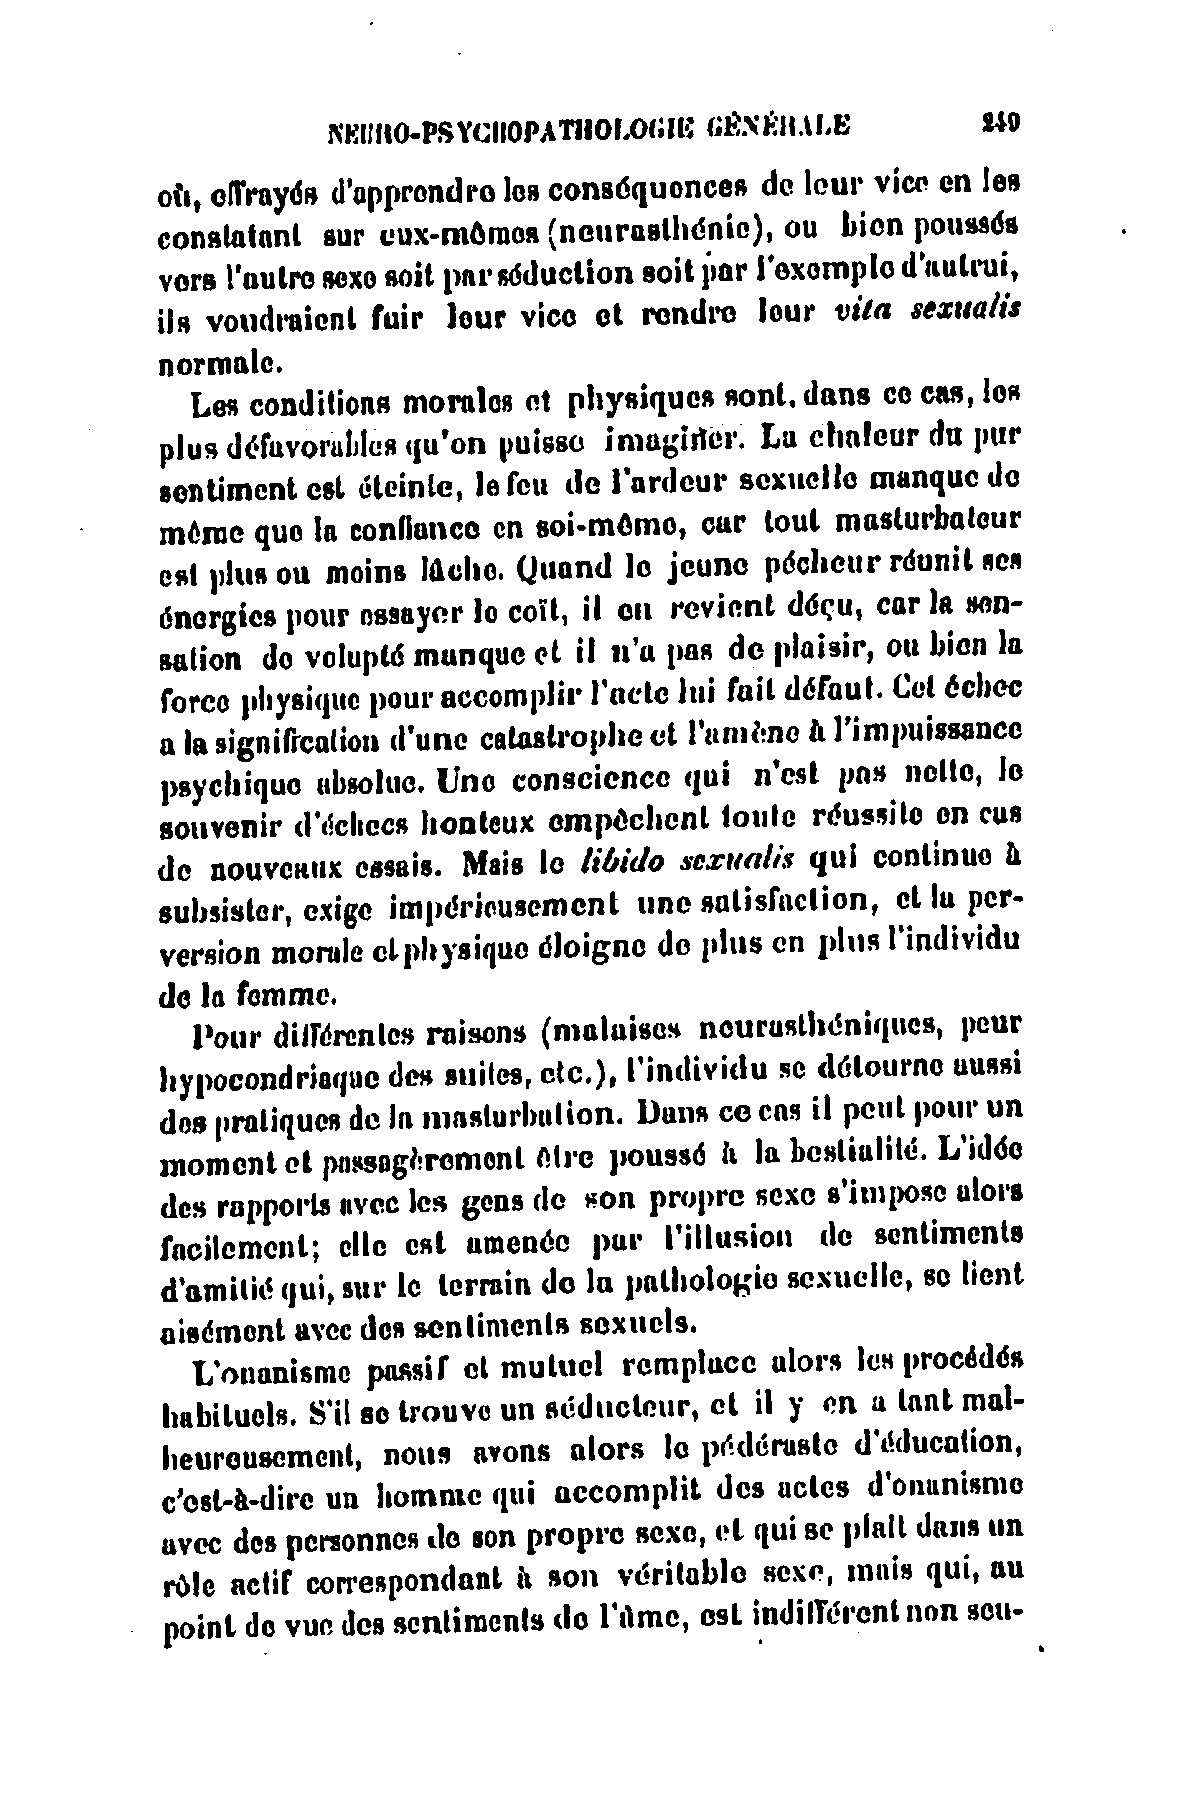 NEURO-PSYCHOPATHOLOGIE GÉNÉRALE 249
où, effrayés d'apprendre les conséquences de leur vice en les
constatant sur eux-mêmes (neurasthénie), ou bien poussés
vers l'autre sexe soit par séduction soit par l'exemple d'autrui,
ils voudraient fuir leur vice et rendre leur vita sexualis
normale.
Les conditions morales et physiques sont, dans ce cas, les
plus défavorables qu'on puisse imaginer. La chaleur du pur
sentiment est éteinte, le feu de l'ardeur sexuelle manque de
même que la confiance en soi-même, car tout masturbateur
est plus ou moins lâche. Quand le jeune pécheur réunit ses
énergies pour essayer le coït, il en revient déçu, car la sen-
sation de volupté manque et il n'a pas de plaisir, ou bien la
force physique pour accomplir l'acte lui fait défaut. Cet échec
a la signification d'une catastrophe et l'amène à l'impuissance
psychique absolue. Une conscience qui n'est pas nette, le
souvenir d'échecs honteux empêchent toute réussite en cas
de nouveaux essais. Mais le libido sexualis qui continue à
subsister, exige impérieusement une satisfaction, et la per-
version morale et physique éloigne de plus en plus l'individu
de la femme.
Pour différentes raisons (malaises neurasthéniques, peur
hypocondriaque des suites, etc.), l'individu se détourne aussi
des pratiques de la masturbation. Dans ce cas il peut pour un
moment et passagèrement être poussé à la bestialité. L'idée
des rapports avec les gens de son propre sexe s'impose alors
facilement; elle est amenée par l'illusion de sentiments
d'amitié qui, sur le terrain de la pathologie sexuelle, se lient
aisément avec des sentiments sexuels.
L'onanisme passif et mutuel remplace alors les procédés
habituels. S'il se trouve un séducteur, et il y en a tant mal-
heureusement, nous avons alors le pédéraste d'éducation,
c'est-à-dire un homme qui accomplit des actes d'onanisme
avec des personnes de son propre sexe, et qui se plaît dans un
rôle actif correspondant à son véritable sexe, mais qui, au
point de vue des sentiments de l'âme, est indifférent non seu-